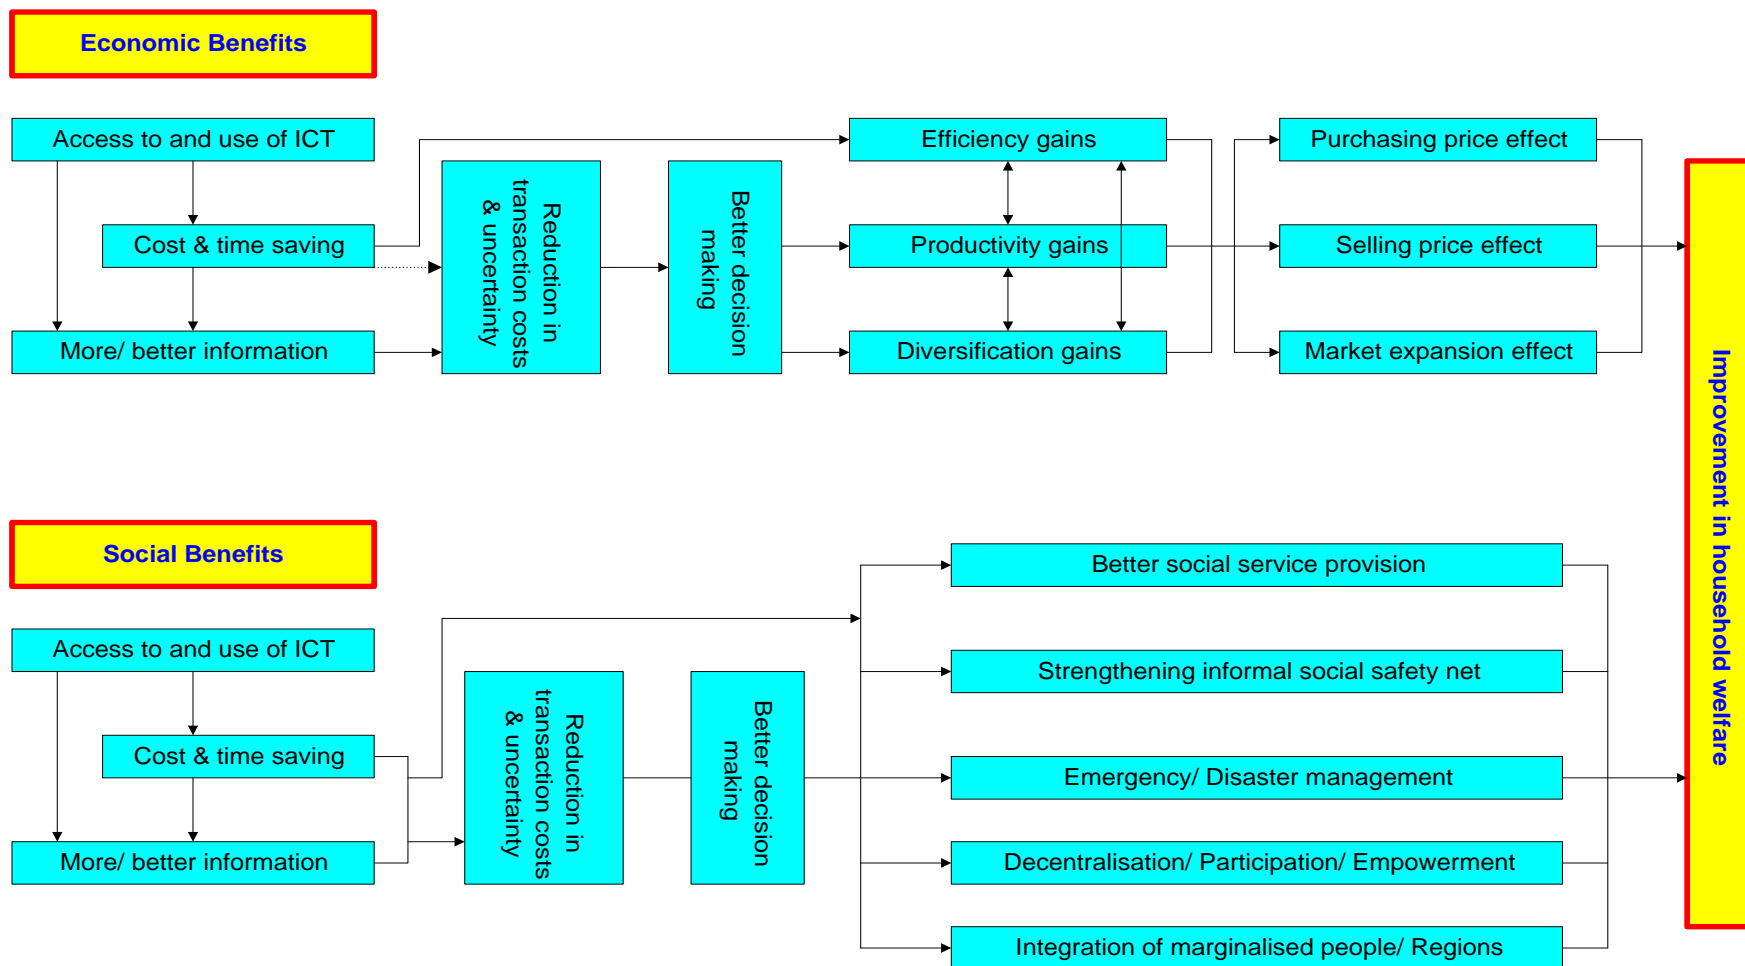 Economic Benefits
Access to and use of ICT
Cost & time saving
More/ better information
Reduction in
transaction costs
& uncertainty
Better decision
making
Efficiency gains
Productivity gains
Diversification gains
Purchasing price effect
Selling price effect
Market expansion effect
Improvement in household welfare
Social Benefits
Access to and use of ICT
Cost & time saving
More/ better information
Reduction in
transaction costs
& uncertainty
Better decision
making
Better social service provision
Strengthening informal social safety net
Emergency/ Disaster management
Decentralisation/ Participation/ Empowerment
Integration of marginalised people/ Regions